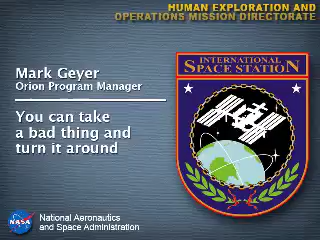 HUMAN EXPLORATION AND
OPERATIONS MISSION DIRECTORATE
INTERNATIONAL
SPACE STATION
Mark Geyer
Orion Program Manager
You can take
a bad thing and
turn it around
NASA
National Aeronautics
and Space Administration